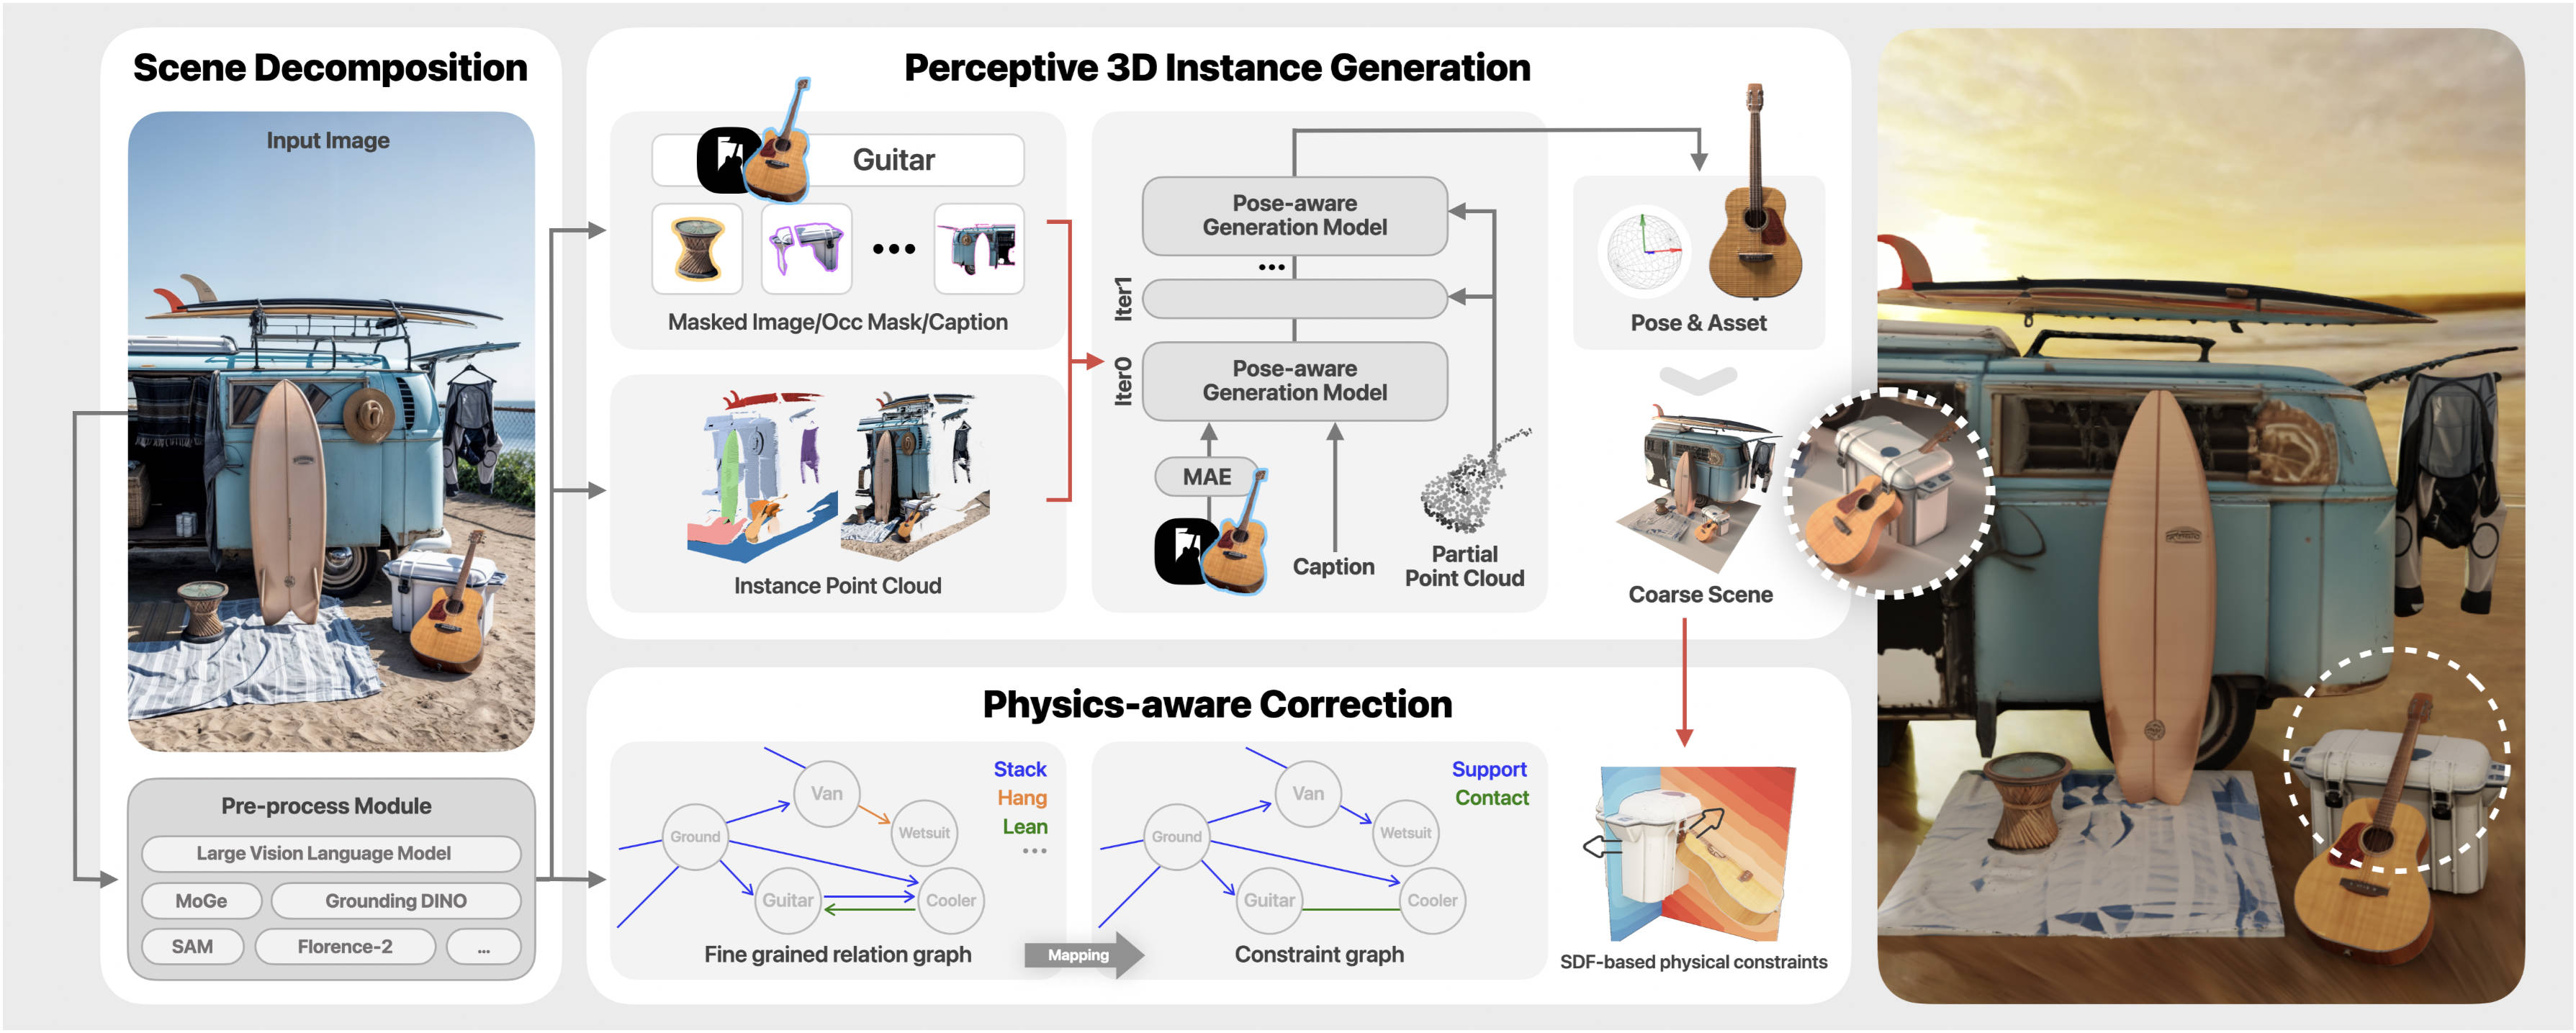 Scene Decomposition
Input Image
Pre-process Module
Large Vision Language Model
MoGe
Grounding DINO
SAM
Florence-2
...
Perceptive 3D Instance Generation
Guitar
•••
Masked Image/Occ Mask/Caption
Instance Point Cloud
Pose-aware
Generation Model
...
Iter1
Iter0
Pose-aware
Generation Model
MAE
Caption
Partial
Point Cloud
Pose & Asset
Coarse Scene
Physics-aware Correction
Van
Ground
Wetsuit
Guitar
Cooler
Stack
Hang
Lean
...
Fine grained relation graph
Mapping
Van
Ground
Wetsuit
Guitar
Cooler
Support
Contact
Constraint graph
SDF-based physical constraints